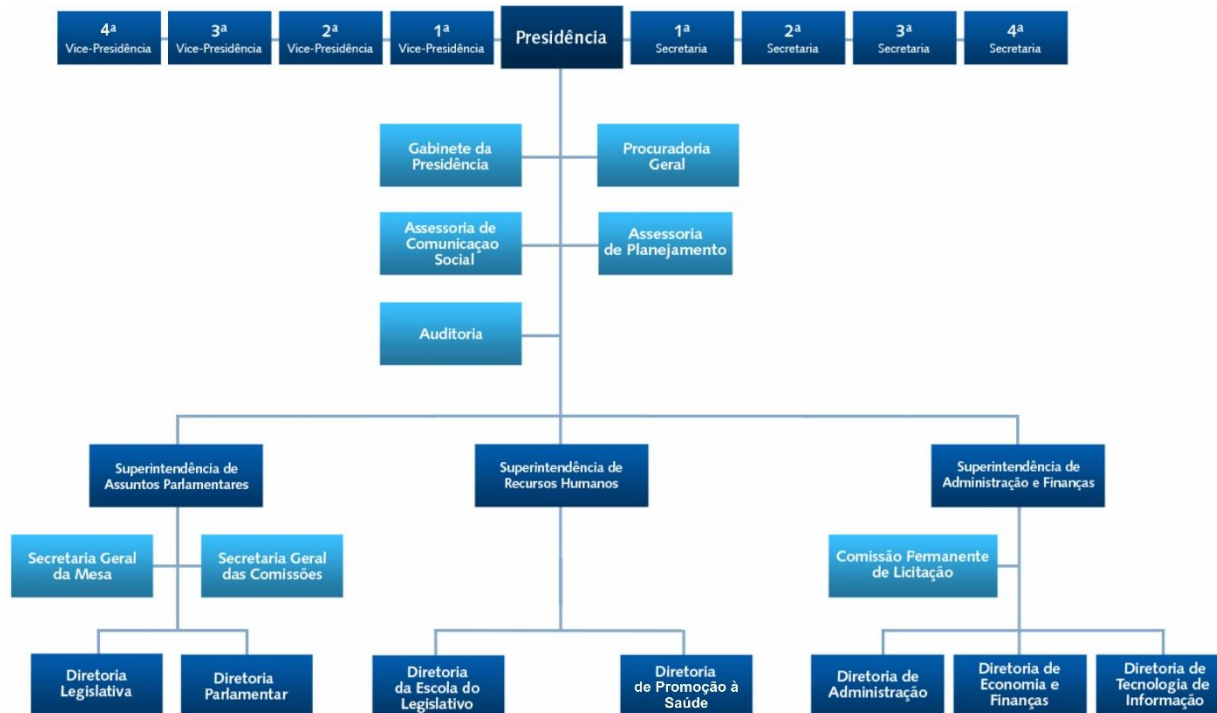 4ª
Vice-Presidência
3ª
Vice-Presidência
2ª
Vice-Presidência
1ª
Vice-Presidência
Presidência
1ª
Secretaria
2ª
Secretaria
3ª
Secretaria
4ª
Secretaria
Gabinete da
Presidência
Procuradoria
Geral
Assessoria de
Comunicaçao
Social
Assessoria
de Planejamento
Auditoria
Superintendência de
Assuntos Parlamentares
Superintendência de
Recursos Humanos
Superintendência de
Administração e Finanças
Secretaria Geral
da Mesa
Secretaria Geral
das Comissões
Comissão Permanente
de Licitação
Diretoria
Legislativa
Diretoria
Parlamentar
Diretoria
da Escola do
Legislativo
Diretoria
de Promoção à
Saúde
Diretoria de
Administração
Diretoria de
Economia e
Finanças
Diretoria de
Tecnologia de
Informação